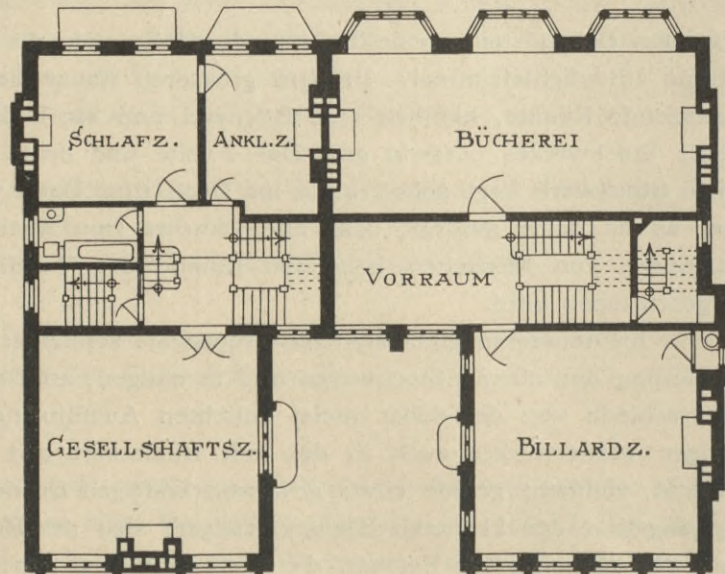 SCHLAFZ.
ANKL.Z.
BÜCHEREI
VORRAUM
GESELLSCHAFTSZ.
BILLARDZ.